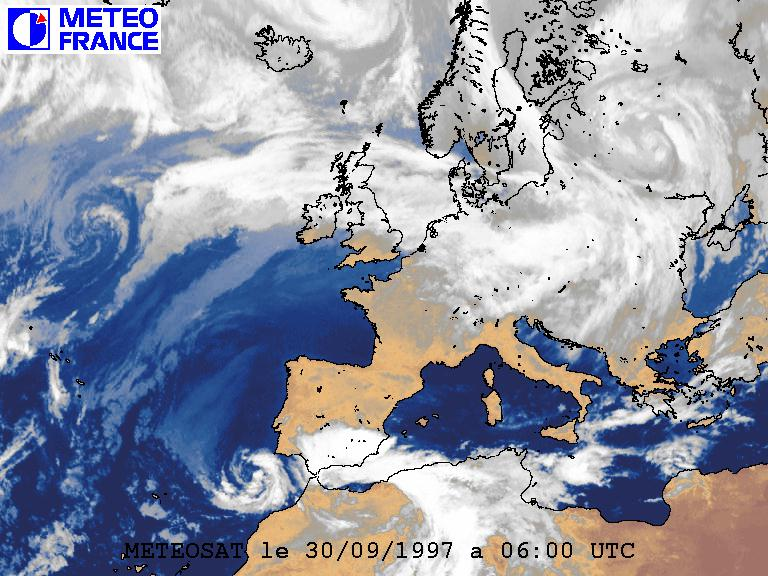 METEO
FRANCE
METEOSAT le 30/09/1997 a 06:00 UTC